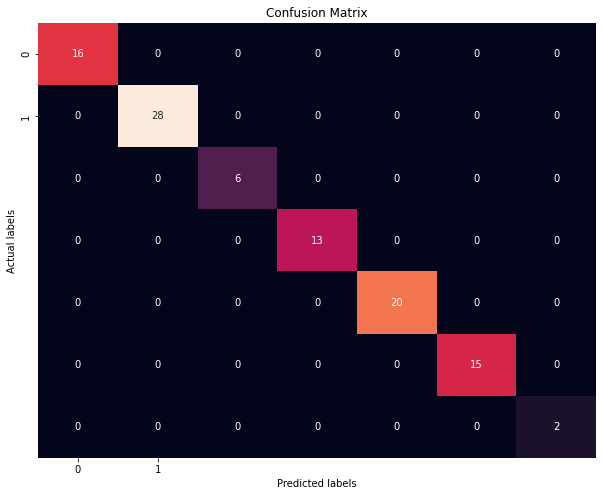 Confusion Matrix
0 16 0 0 0 0 0 0
1 0 28 0 0 0 0 0
0 0 6 0 0 0 0
Actual labels
0 0 0 13 0 0 0
0 0 0 0 20 0 0
0 0 0 0 0 15 0
0 0 0 0 0 0 2
0 1
Predicted labels